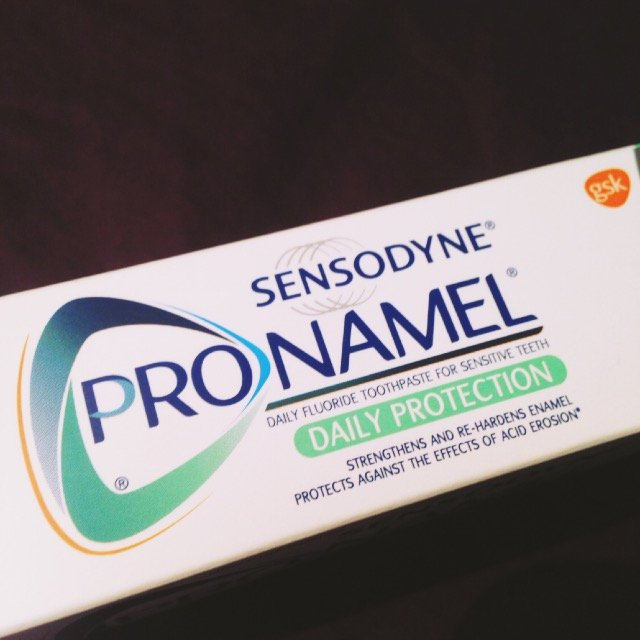 gsk
SENSODYNE®
PRONAMEL®
®
DAILY FLUORIDE TOOTHPASTE FOR SENSITIVE TEETH
DAILY PROTECTION
STRENGTHENS AND RE-HARDENS ENAMEL
PROTECTS AGAINST THE EFFECTS OF ACID EROSION*